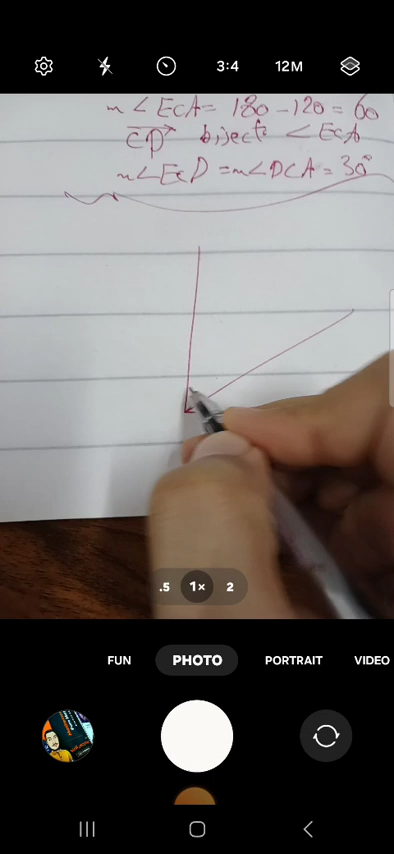 3:4 12M
m∠EcA = 180 - 120 = 60
CD bisect ∠EcA
m∠EcD = m∠DCA = 30°
.5 1× 2
FUN PHOTO PORTRAIT VIDEO